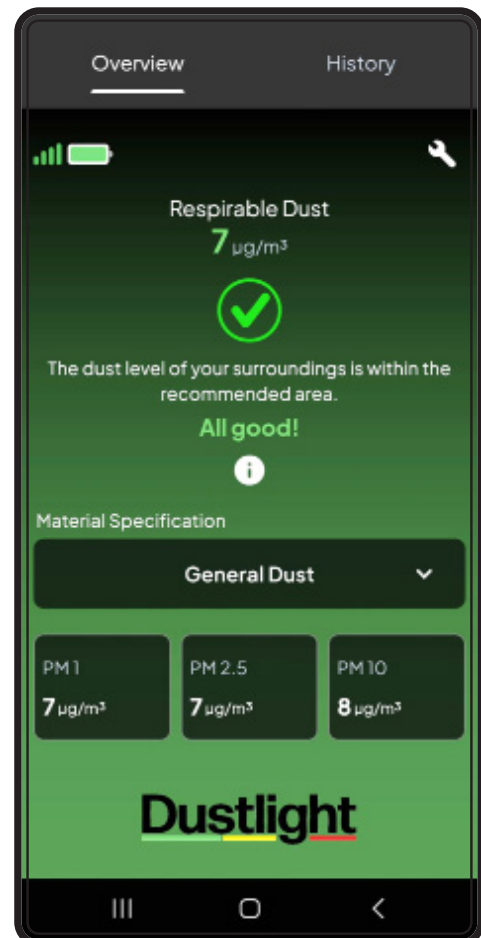 Overview History
Respirable Dust
7 µg/m³
The dust level of your surroundings is within the
recommended area.
All good!
i
Material Specification
General Dust
PM 1 PM 2.5 PM 10
7 µg/m³ 7 µg/m³ 8 µg/m³
Dustlight